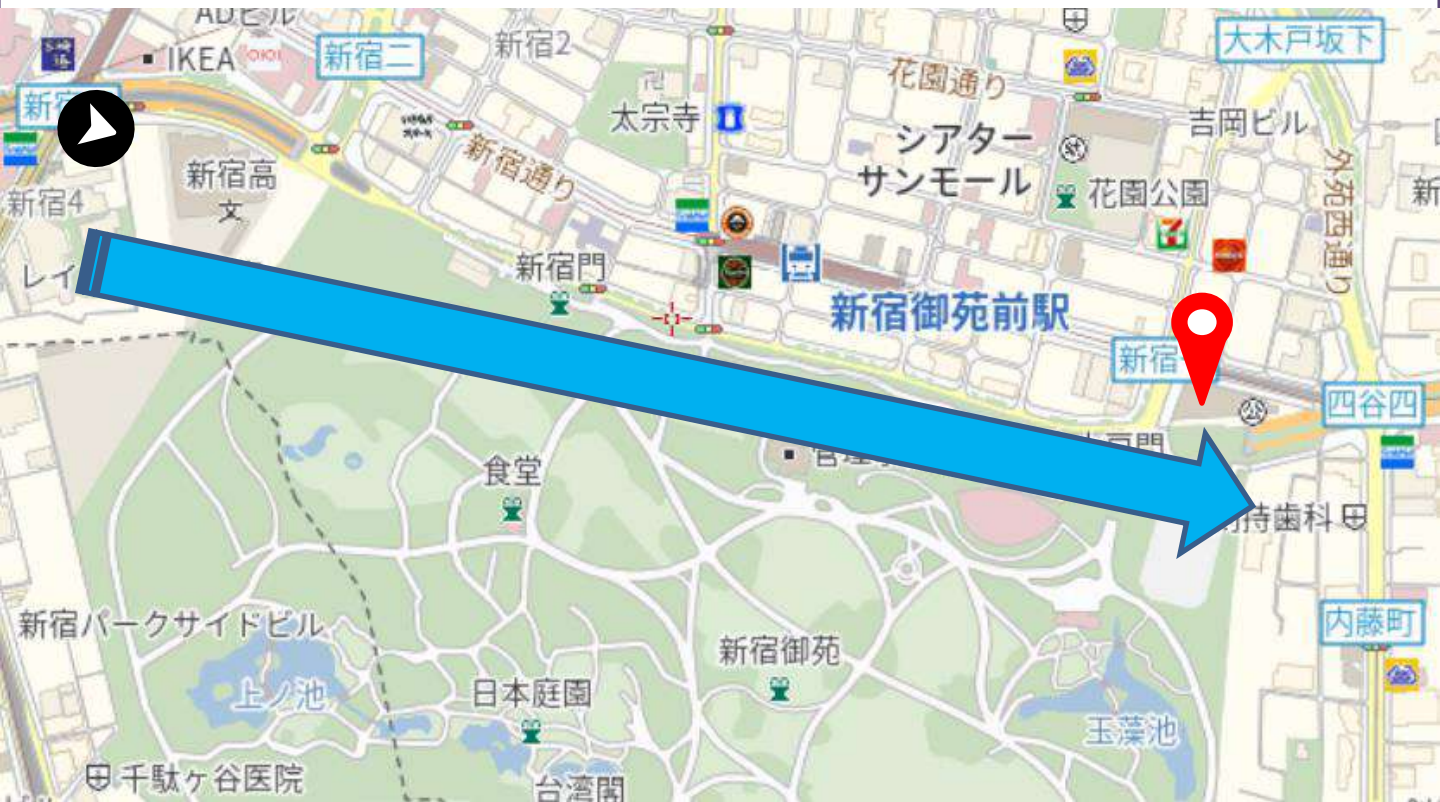 ADビル
IKEA
OIOI
新宿二
新宿2
大木戸坂下
花園通り
太宗寺
シアター
サンモール
吉岡ビル
新宿高
文
新宿4
新宿通り
花園公園
外苑西通り
新
レイ
新宿門
7
新宿御苑前駅
新宿
四谷四
食堂
歯科
新宿パークサイドビル
内藤町
新宿御苑
上ノ池
日本庭園
玉藻池
千駄ヶ谷医院
台湾閣